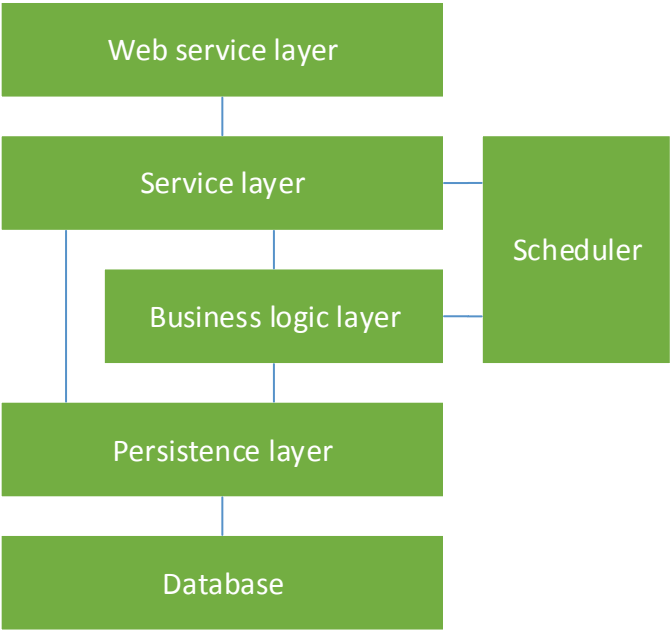 Web service layer
Service layer
Scheduler
Business logic layer
Persistence layer
Database